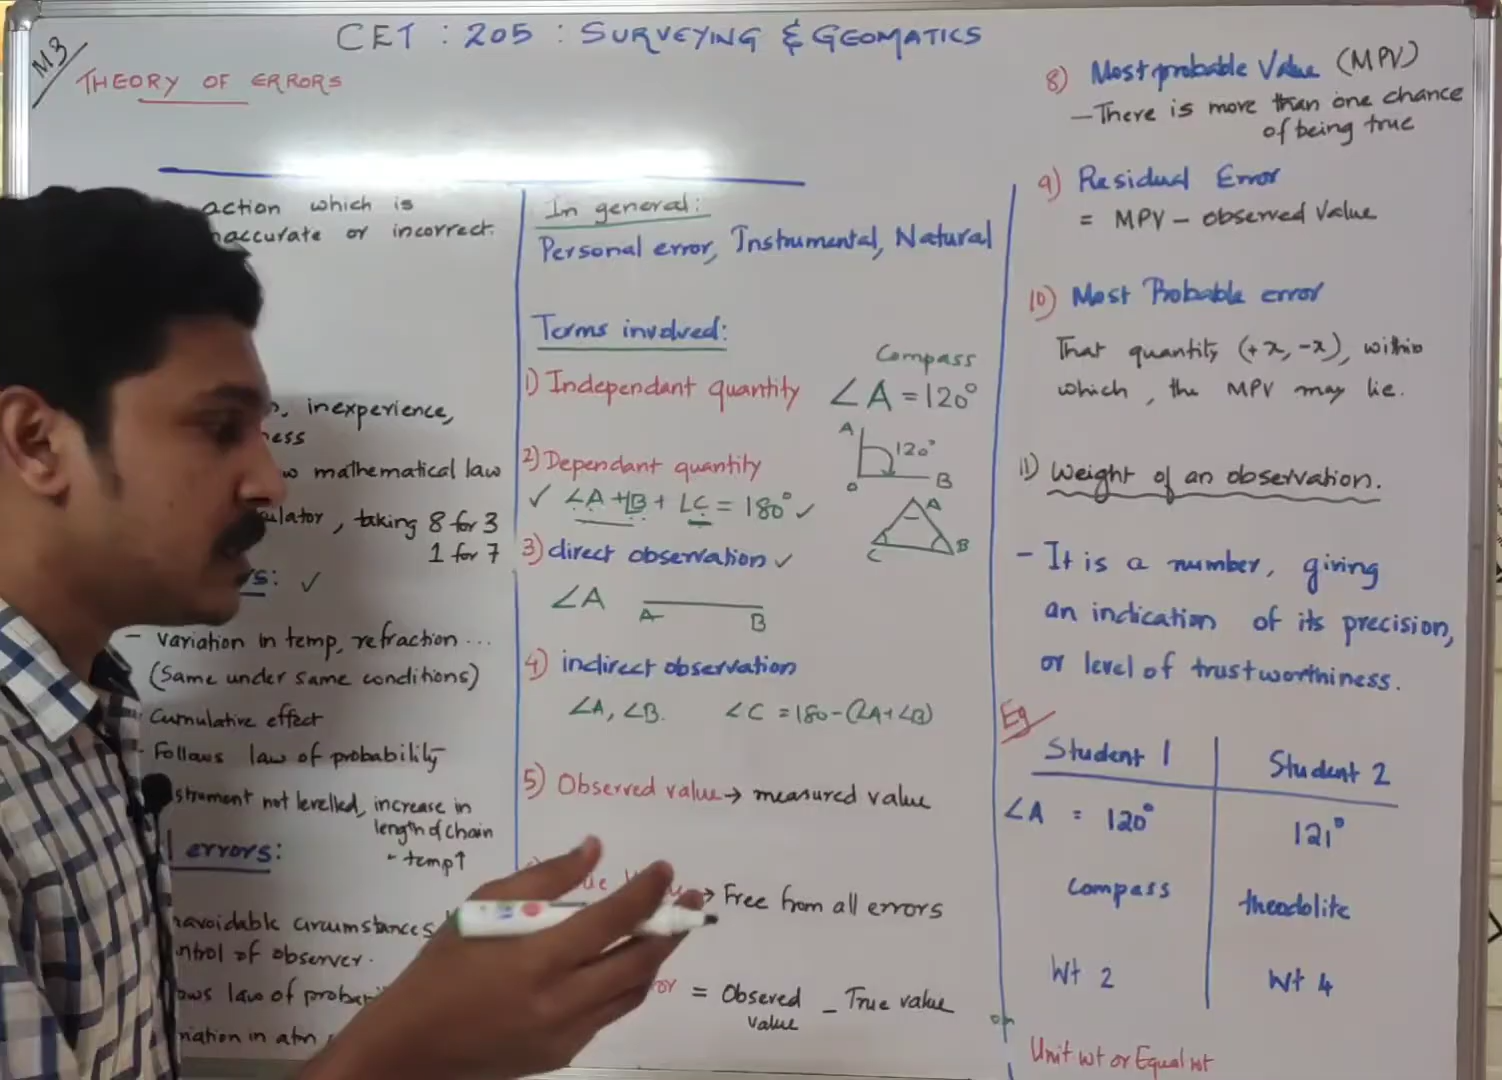 M3
CET : 205 : SURVEYING & GEOMATICS
THEORY OF ERRORS
action which is
accurate or incorrect.
inexperience,
mathematical law
taking 8 for 3
1 for 7
✓
- Variation in temp, refraction ...
(Same under same conditions)
Cumulative effect
- Follows law of probability
not levelled, increase in
length of chain
- temp↑
errors:
circumstances
of observer.
law of
in atm
In general:
Personal error, Instrumental, Natural
Terms involved:
1) Independant quantity
Compass
∠A = 120°
A
120°
O
B
2) Dependant quantity
✓ ∠A + ∠B + ∠C = 180° ✓
A
C
B
3) direct observation ✓
∠A
A
B
4) indirect observation
∠A, ∠B.
∠C = 180 - (∠A + ∠B)
5) Observed value → measured value
→ Free from all errors
= Obsered value - True value
8) Most probable Value (MPV)
- There is more than one chance
of being true
9) Residual Error
= MPV - observed Value
10) Most Probable error
That quantity (+x, -x), within
which, the MPV may lie.
11) Weight of an observation.
- It is a number, giving
an indication of its precision,
or level of trustworthiness.
Eg
Student 1
Student 2
∠A = 120°
121°
Compass
theodolite
Wt 2
Wt 4
Unit wt or Equal wt